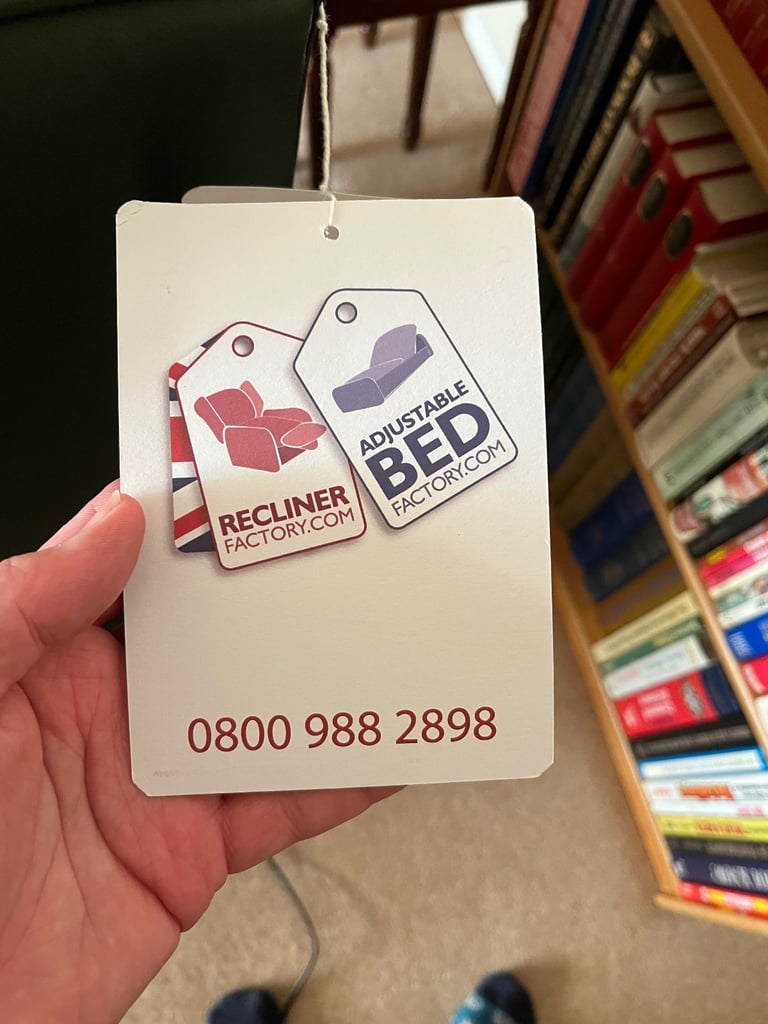 RECLINER
FACTORY.COM
ADJUSTABLE
BED
FACTORY.COM
0800 988 2898